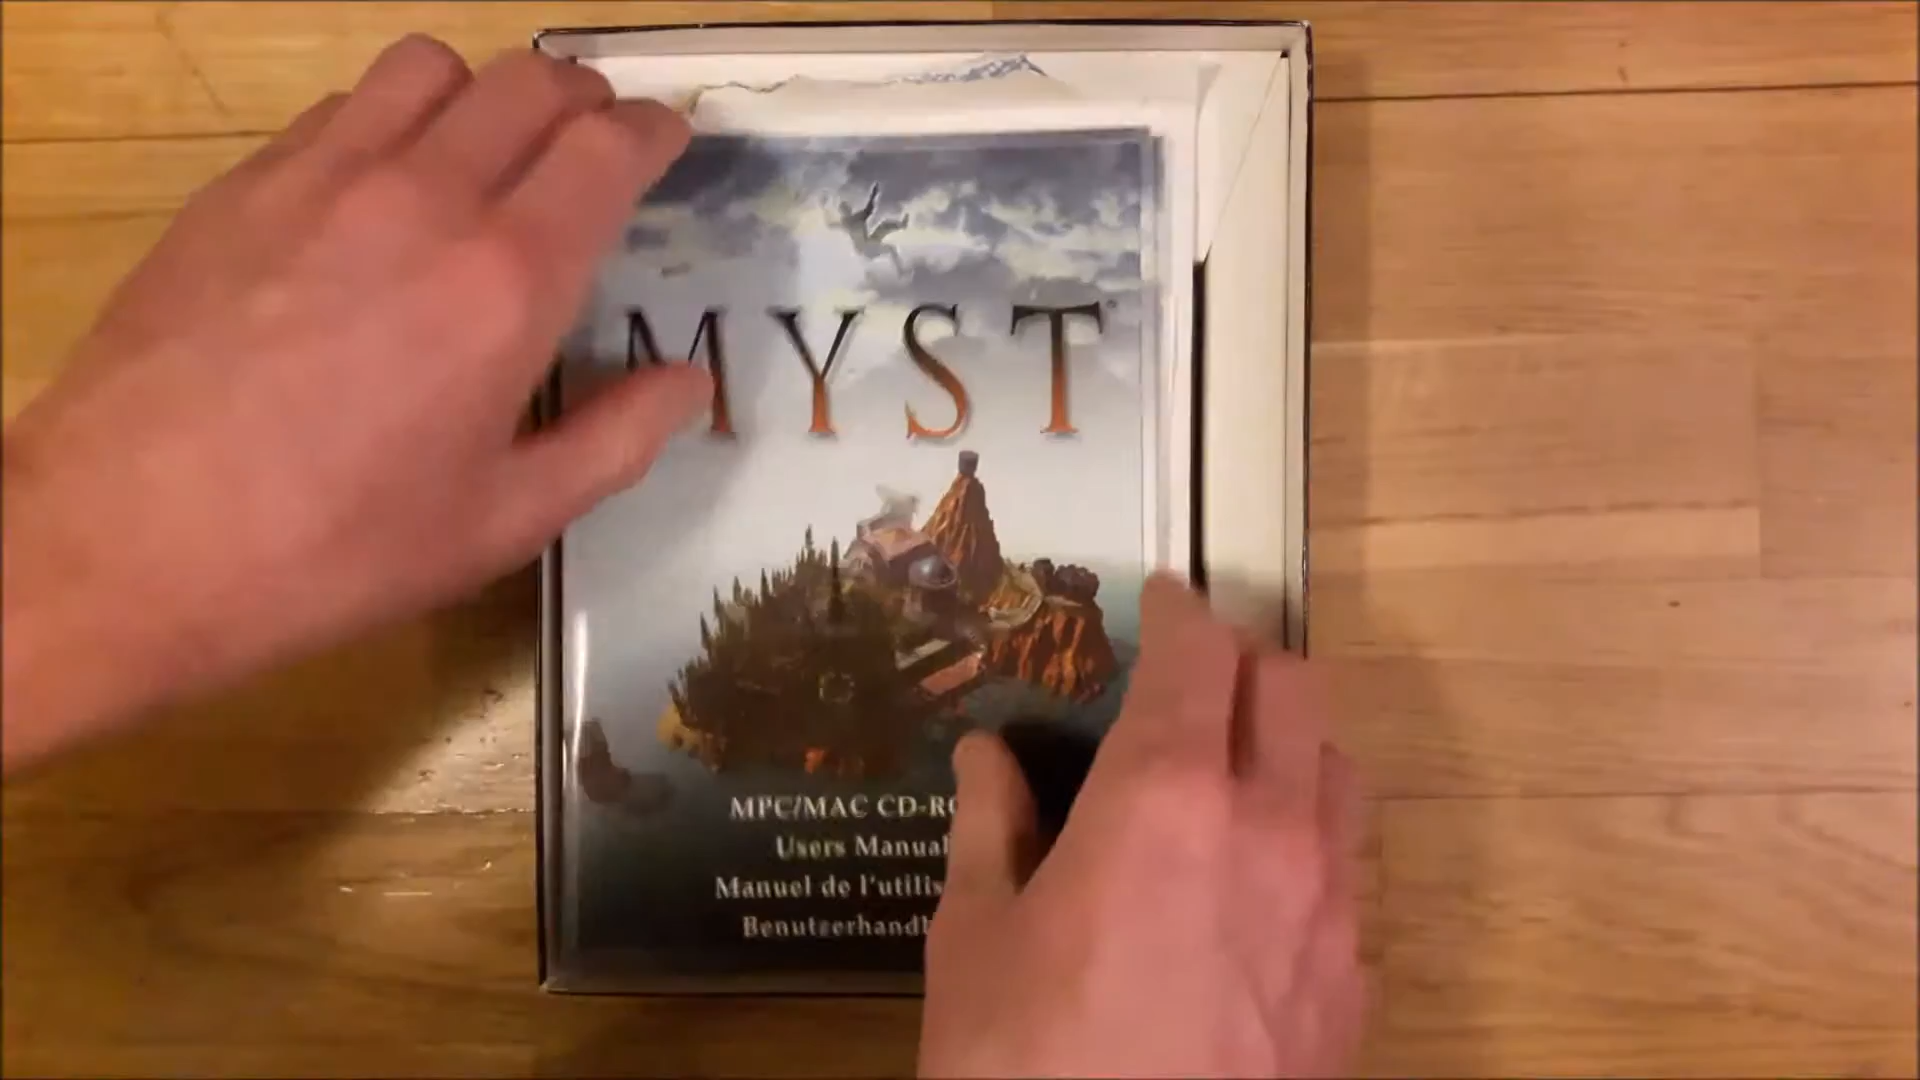 MYST
MPC/MAC CD-RO
Users Manual
Manuel de l'utilis
Benutzerhandb